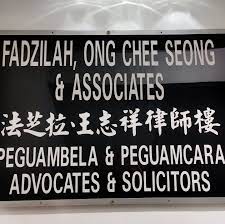 FADZILAH, ONG CHEE SEONG
& ASSOCIATES
法芝拉王志祥律師樓
PEGUAMBELA & PEGUAMCARA
ADVOCATES & SOLICITORS